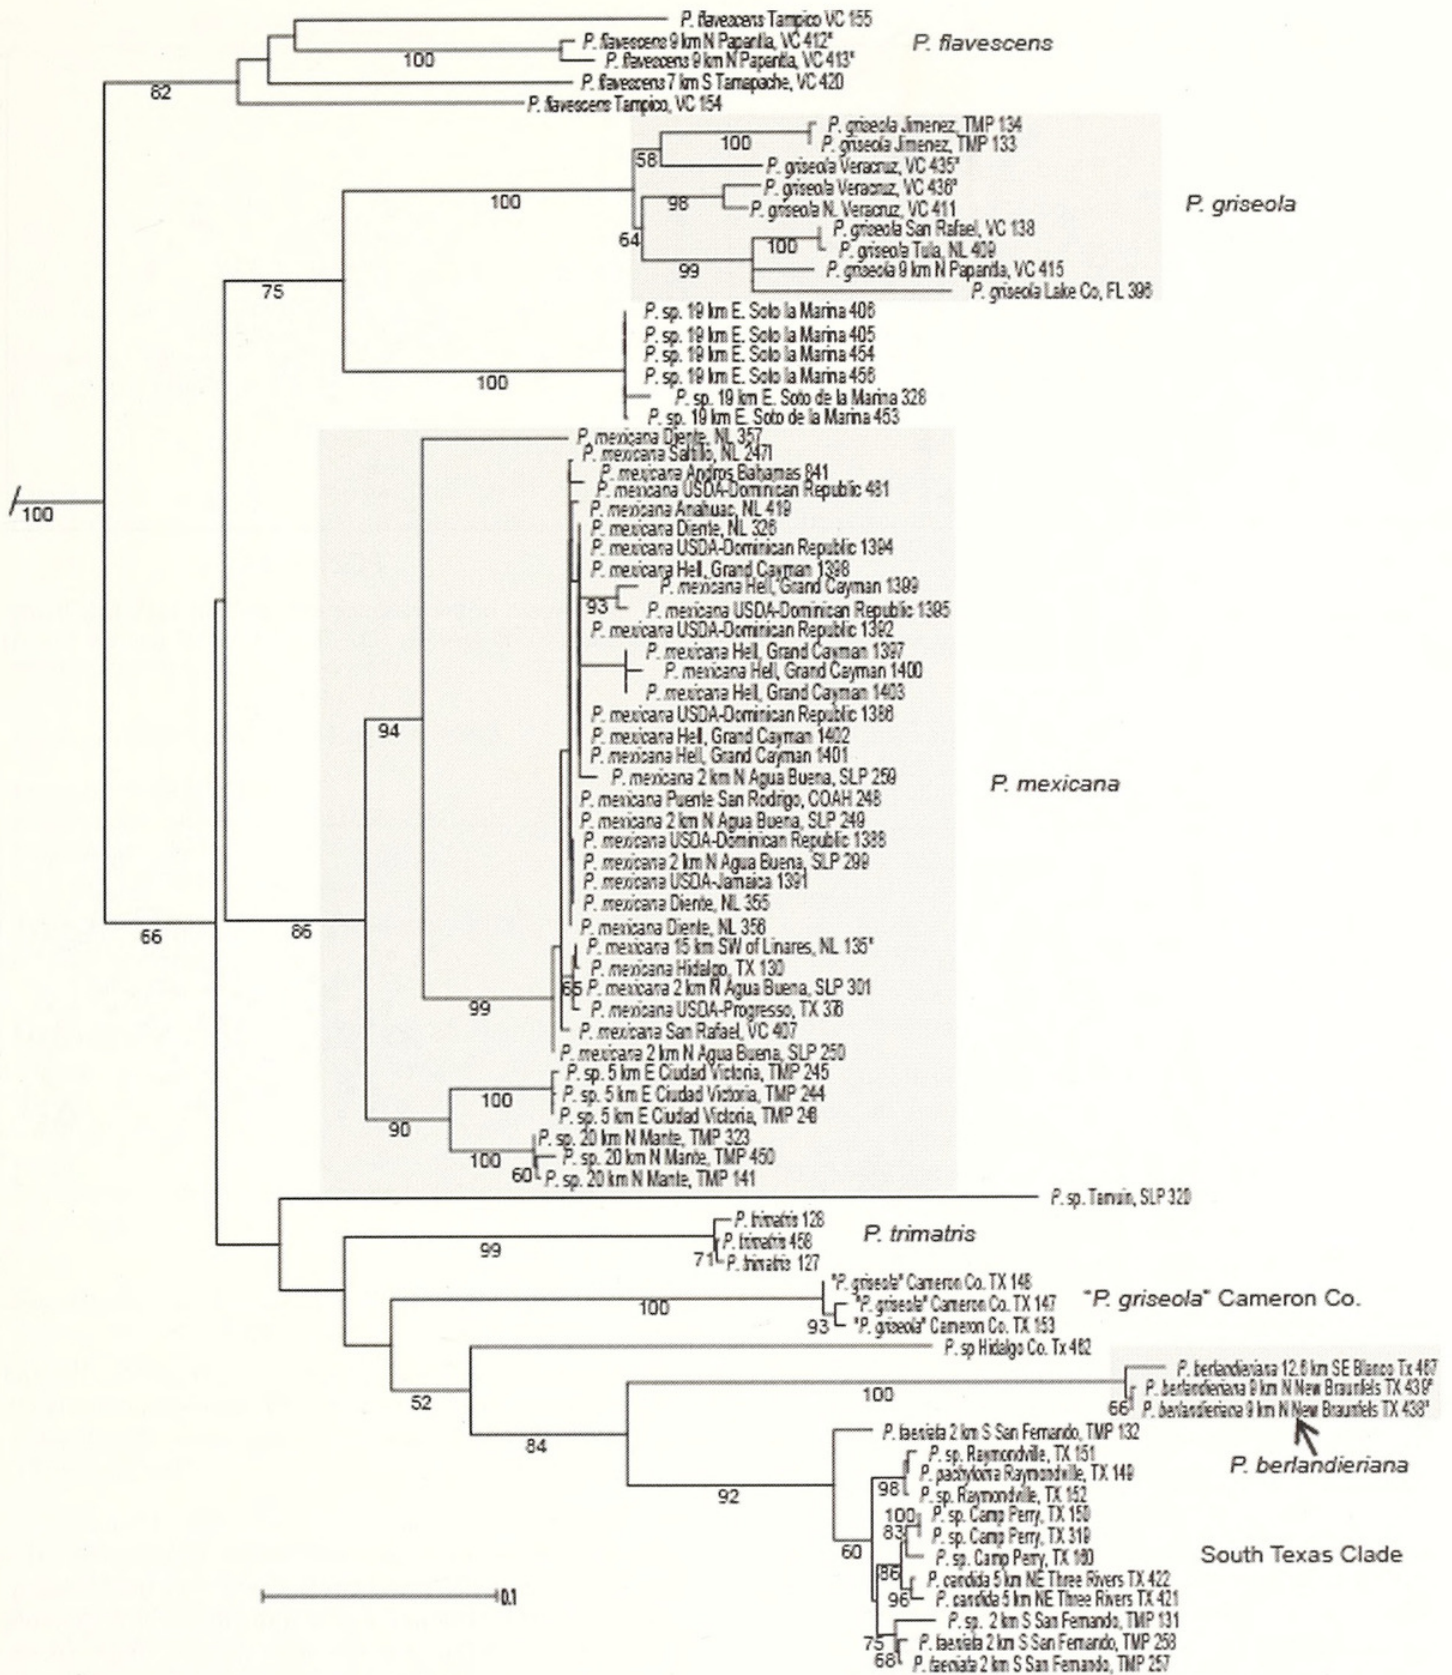 P. flavescens Tampico VC 155
P. flavescens 9 km N Papantla, VC 412*
P. flavescens
100
P. flavescens 9 km N Papantla, VC 413*
P. flavescens 7 km S Tamapache, VC 420
82
P. flavescens Tampico, VC 154
P. griseola Jimenez, TMP 134
100
P. griseola Jimenez, TMP 133
58
P. griseola Veracruz, VC 435*
P. griseola Veracruz, VC 436*
100
98
P. griseola N. Veracruz, VC 411
P. griseola
P. griseola San Rafael, VC 138
64
100
P. griseola Tula, NL 409
99
P. griseola 9 km N Papantla, VC 415
75
P. griseola Lake Co, FL 396
P. sp. 19 km E. Soto la Marina 406
P. sp. 19 km E. Soto la Marina 405
P. sp. 19 km E. Soto la Marina 454
P. sp. 19 km E. Soto la Marina 456
100
P. sp. 19 km E. Soto de la Marina 328
P. sp. 19 km E. Soto de la Marina 453
P. mexicana Diente, NL 357
P. mexicana Saltillo, NL 2471
P. mexicana Andros Bahamas 841
P. mexicana USDA-Dominican Republic 481
100
P. mexicana Anahuac, NL 419
P. mexicana Diente, NL 326
P. mexicana USDA-Dominican Republic 1394
P. mexicana Hell, Grand Cayman 1398
P. mexicana Hell, Grand Cayman 1399
93
P. mexicana USDA-Dominican Republic 1395
P. mexicana USDA-Dominican Republic 1392
P. mexicana Hell, Grand Cayman 1397
P. mexicana Hell, Grand Cayman 1400
P. mexicana Hell, Grand Cayman 1403
P. mexicana USDA-Dominican Republic 1386
94
P. mexicana Hell, Grand Cayman 1402
P. mexicana Hell, Grand Cayman 1401
P. mexicana 2 km N Agua Buena, SLP 259
P. mexicana
P. mexicana Puente San Rodrigo, COAH 248
P. mexicana 2 km N Agua Buena, SLP 249
P. mexicana USDA-Dominican Republic 1388
P. mexicana 2 km N Agua Buena, SLP 299
P. mexicana USDA-Jamaica 1391
P. mexicana Diente, NL 355
P. mexicana Diente, NL 356
66
86
P. mexicana 15 km SW of Linares, NL 135*
P. mexicana Hidalgo, TX 130
65
P. mexicana 2 km N Agua Buena, SLP 301
99
P. mexicana USDA-Progresso, TX 376
P. mexicana San Rafael, VC 407
P. mexicana 2 km N Agua Buena, SLP 250
P. sp. 5 km E Ciudad Victoria, TMP 245
100
P. sp. 5 km E Ciudad Victoria, TMP 244
P. sp. 5 km E Ciudad Victoria, TMP
90
P. sp. 20 km N Mante, TMP 323
100
P. sp. 20 km N Mante, TMP 450
60
P. sp. 20 km N Mante, TMP 141
P. sp. Tamuin, SLP 320
P. trimatris 128
P. trimatris
99
P. trimatris 458
71
P. trimatris 127
"P. griseola" Cameron Co. TX 146
"P. griseola" Cameron Co.
100
"P. griseola" Cameron Co. TX 147
93
"P. griseola" Cameron Co. TX 153
P. sp Hidalgo Co. Tx 462
P. berlandieriana 12.6 km SE Blanco Tx 467
100
P. berlandieriana 9 km N New Braunfels TX 439*
52
66
P. berlandieriana 9 km N New Braunfels TX 438*
84
P. taeniata 2 km S San Fernando, TMP 132
P. sp. Raymondville, TX 151
P. berlandieriana
P. pachyloma Raymondville, TX 149
92
98
P. sp. Raymondville, TX 152
100
P. sp. Camp Perry, TX 150
83
P. sp. Camp Perry, TX 319
60
P. sp. Camp Perry, TX 160
South Texas Clade
86
P. candida 5 km NE Three Rivers TX 422
0.1
96
P. candida 5 km NE Three Rivers TX 421
P. sp. 2 km S San Fernando, TMP 131
75
P. taeniata 2 km S San Fernando, TMP 258
68
P. taeniata 2 km S San Fernando, TMP 257